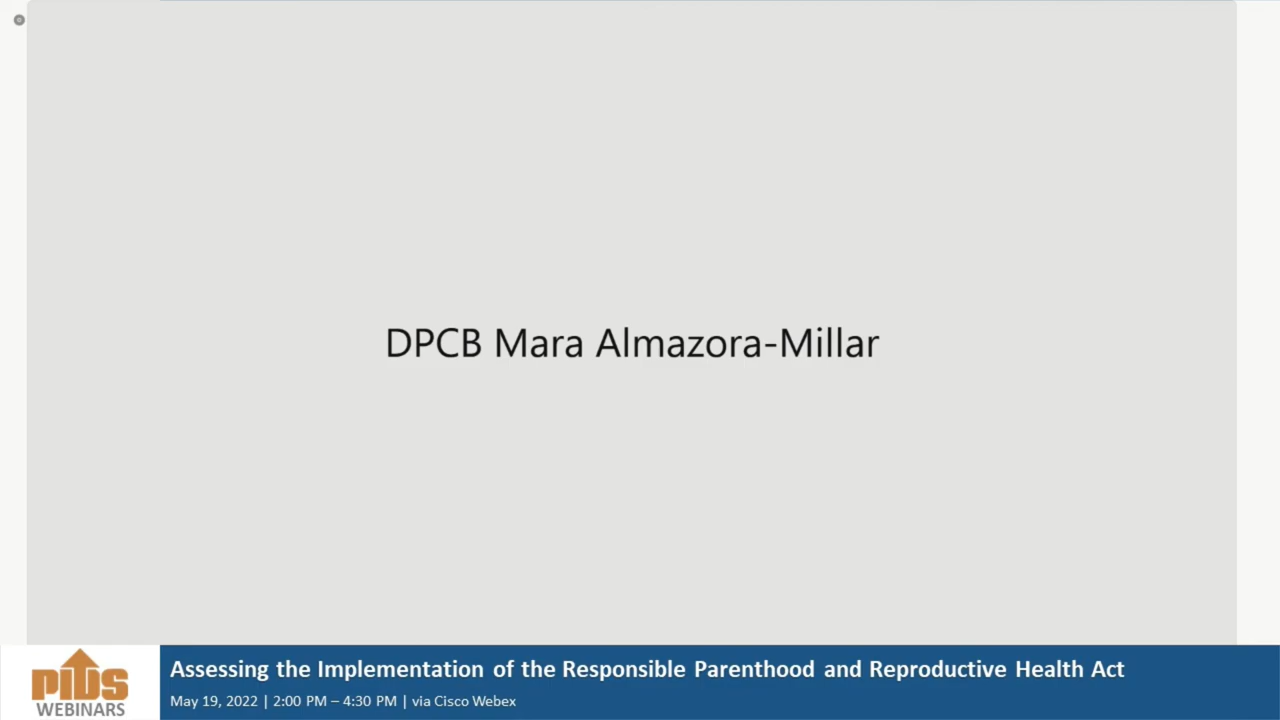 DPCB Mara Almazora-Millar
Assessing the Implementation of the Responsible Parenthood and Reproductive Health Act
May 19, 2022 | 2:00 PM – 4:30 PM | via Cisco Webex
pids
WEBINARS